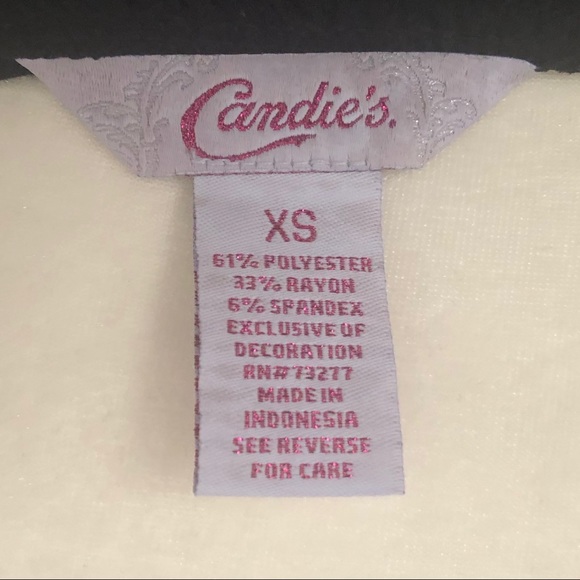 Candie's.
XS
61% POLYESTER
33% RAYON
6% SPANDEX
EXCLUSIVE OF
DECORATION
RN#73277
MADE IN
INDONESIA
SEE REVERSE
FOR CARE